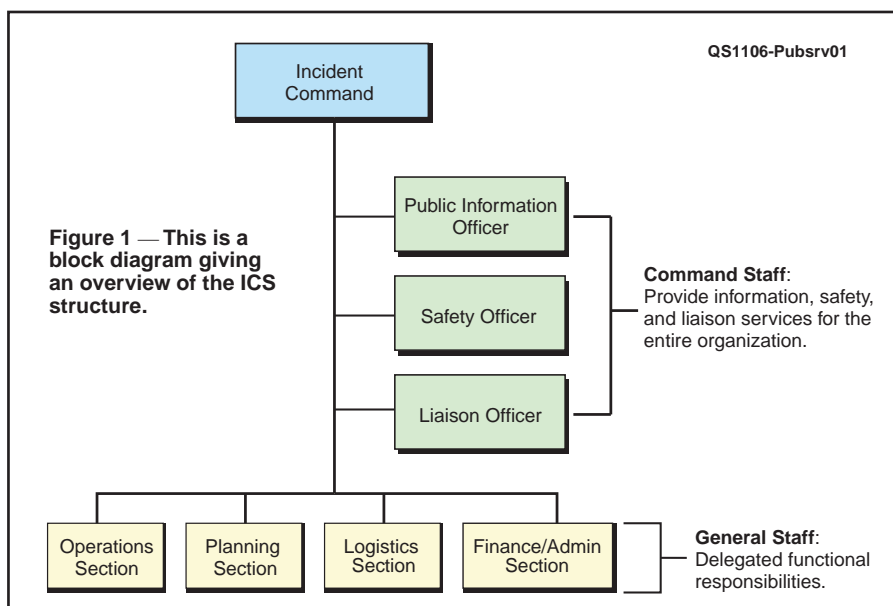 QS1106-Pubsrv01
Incident
Command
Public Information
Officer
Figure 1 — This is a
block diagram giving
an overview of the ICS
structure.
Safety Officer
Command Staff:
Provide information, safety,
and liaison services for the
entire organization.
Liaison Officer
Operations
Section
Planning
Section
Logistics
Section
Finance/Admin
Section
General Staff:
Delegated functional
responsibilities.